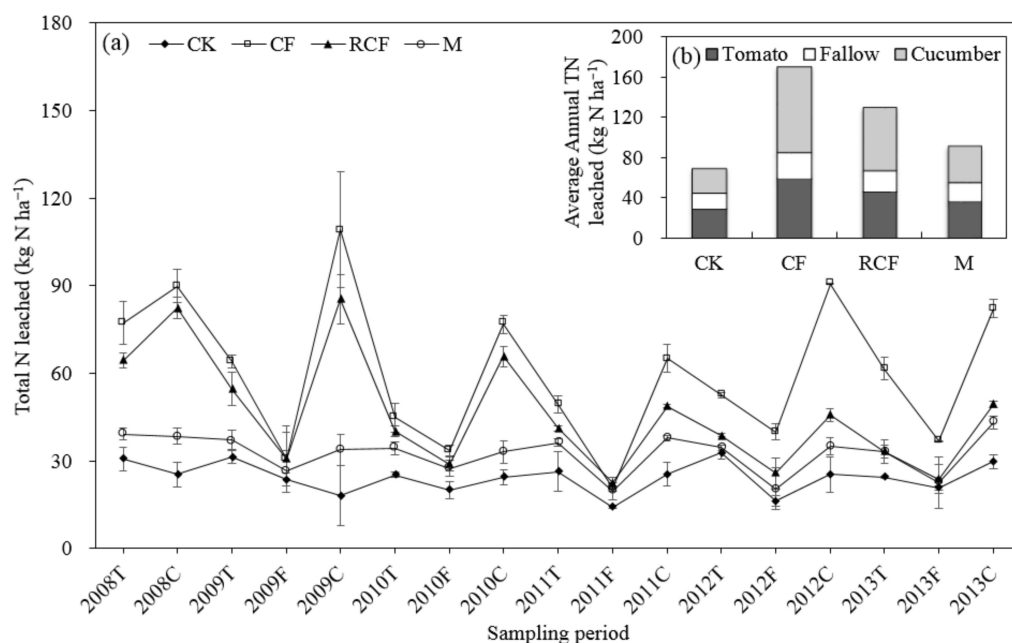 (a) CK CF RCF M
Total N leached (kg N ha⁻¹)
180
150
120
90
60
30
0
2008T 2008C 2009T 2009F 2009C 2010T 2010F 2010C 2011T 2011F 2011C 2012T 2012F 2012C 2013T 2013F 2013C
Sampling period
(b) Tomato Fallow Cucumber
Average Annual TN
leached (kg N ha⁻¹)
200
160
120
80
40
0
CK CF RCF M